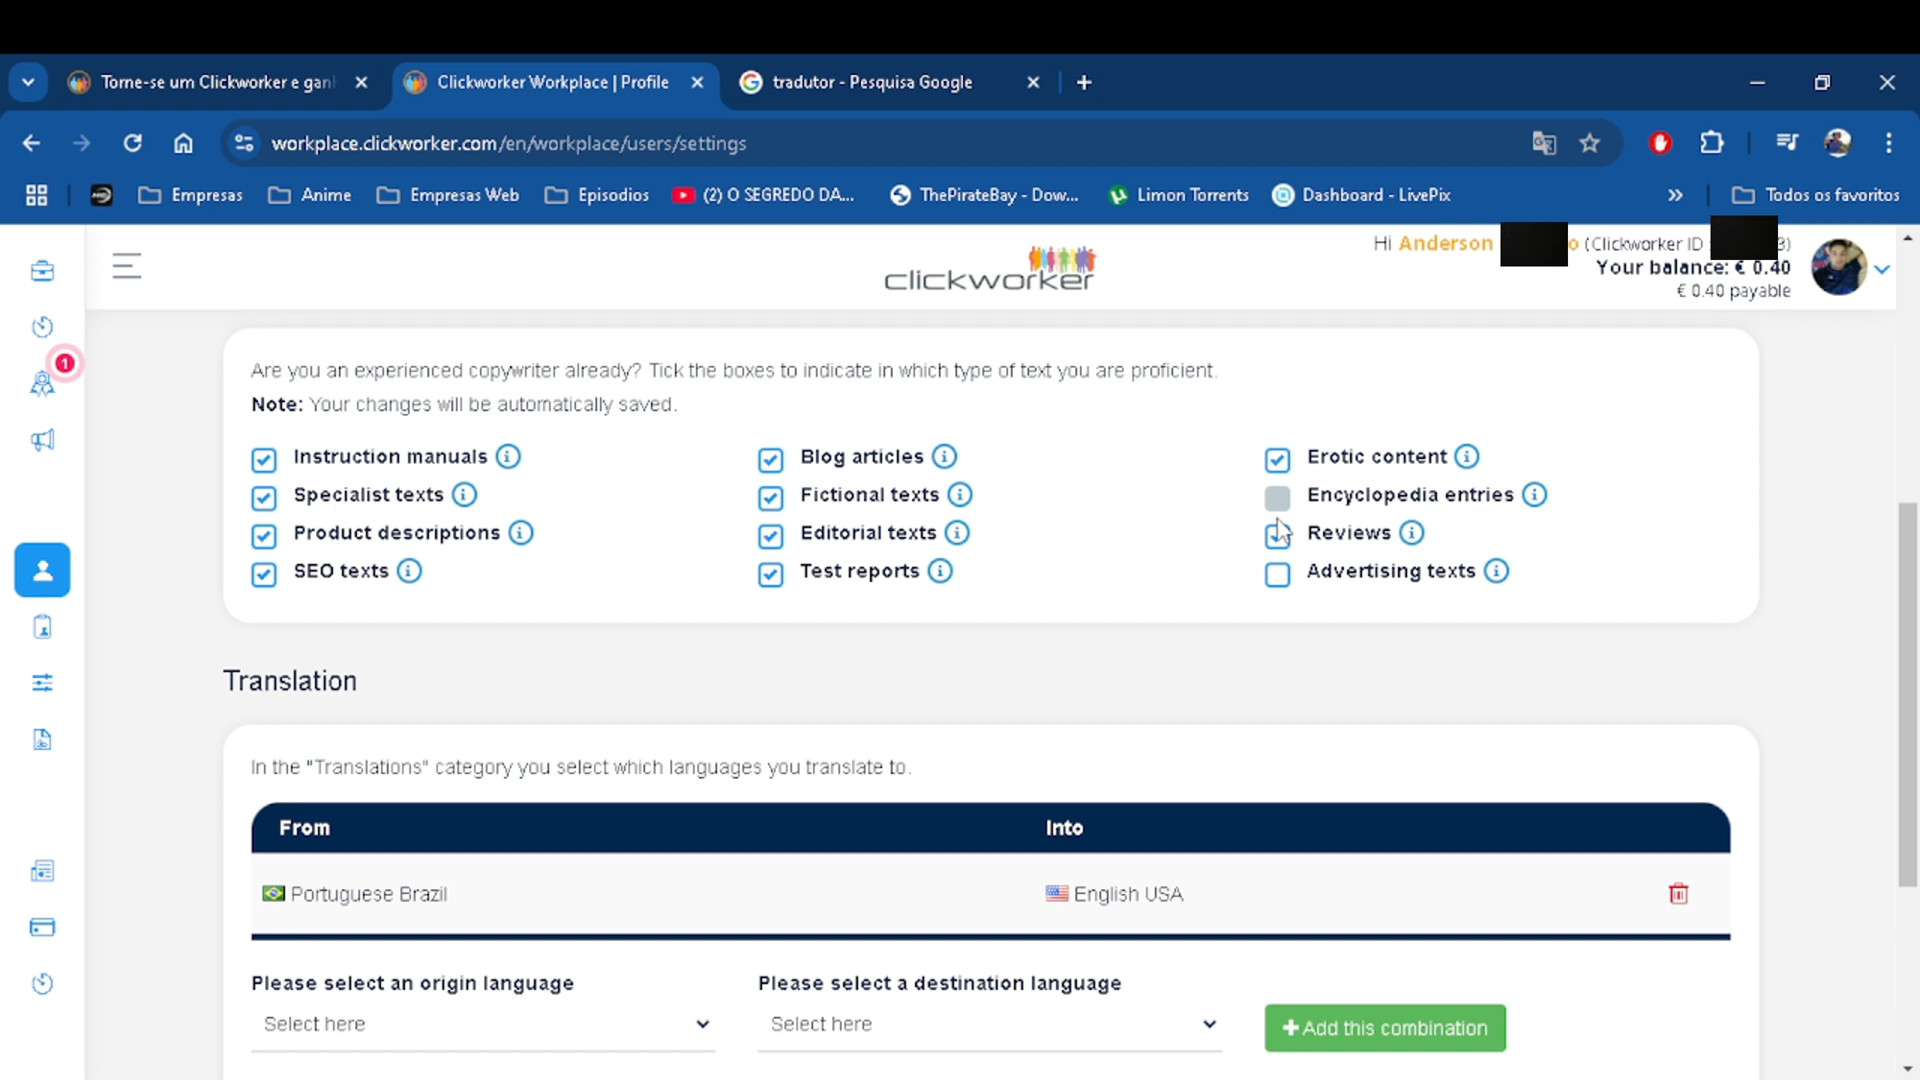 Torne-se um Clickworker e gan
Clickworker Workplace | Profile
tradutor - Pesquisa Google
workplace.clickworker.com/en/workplace/users/settings
Empresas
Anime
Empresas Web
Episodios
(2) O SEGREDO DA...
ThePirateBay - Dow...
Limon Torrents
Dashboard - LivePix
Todos os favoritos
clickworker
Hi Anderson o (Clickworker ID 3)
Your balance: € 0.40
€ 0.40 payable
1
Are you an experienced copywriter already? Tick the boxes to indicate in which type of text you are proficient.
Note: Your changes will be automatically saved.
Instruction manuals
Blog articles
Erotic content
Specialist texts
Fictional texts
Encyclopedia entries
Product descriptions
Editorial texts
Reviews
SEO texts
Test reports
Advertising texts
Translation
In the "Translations" category you select which languages you translate to.
From
Into
Portuguese Brazil
English USA
Please select an origin language
Please select a destination language
Select here
Select here
+Add this combination